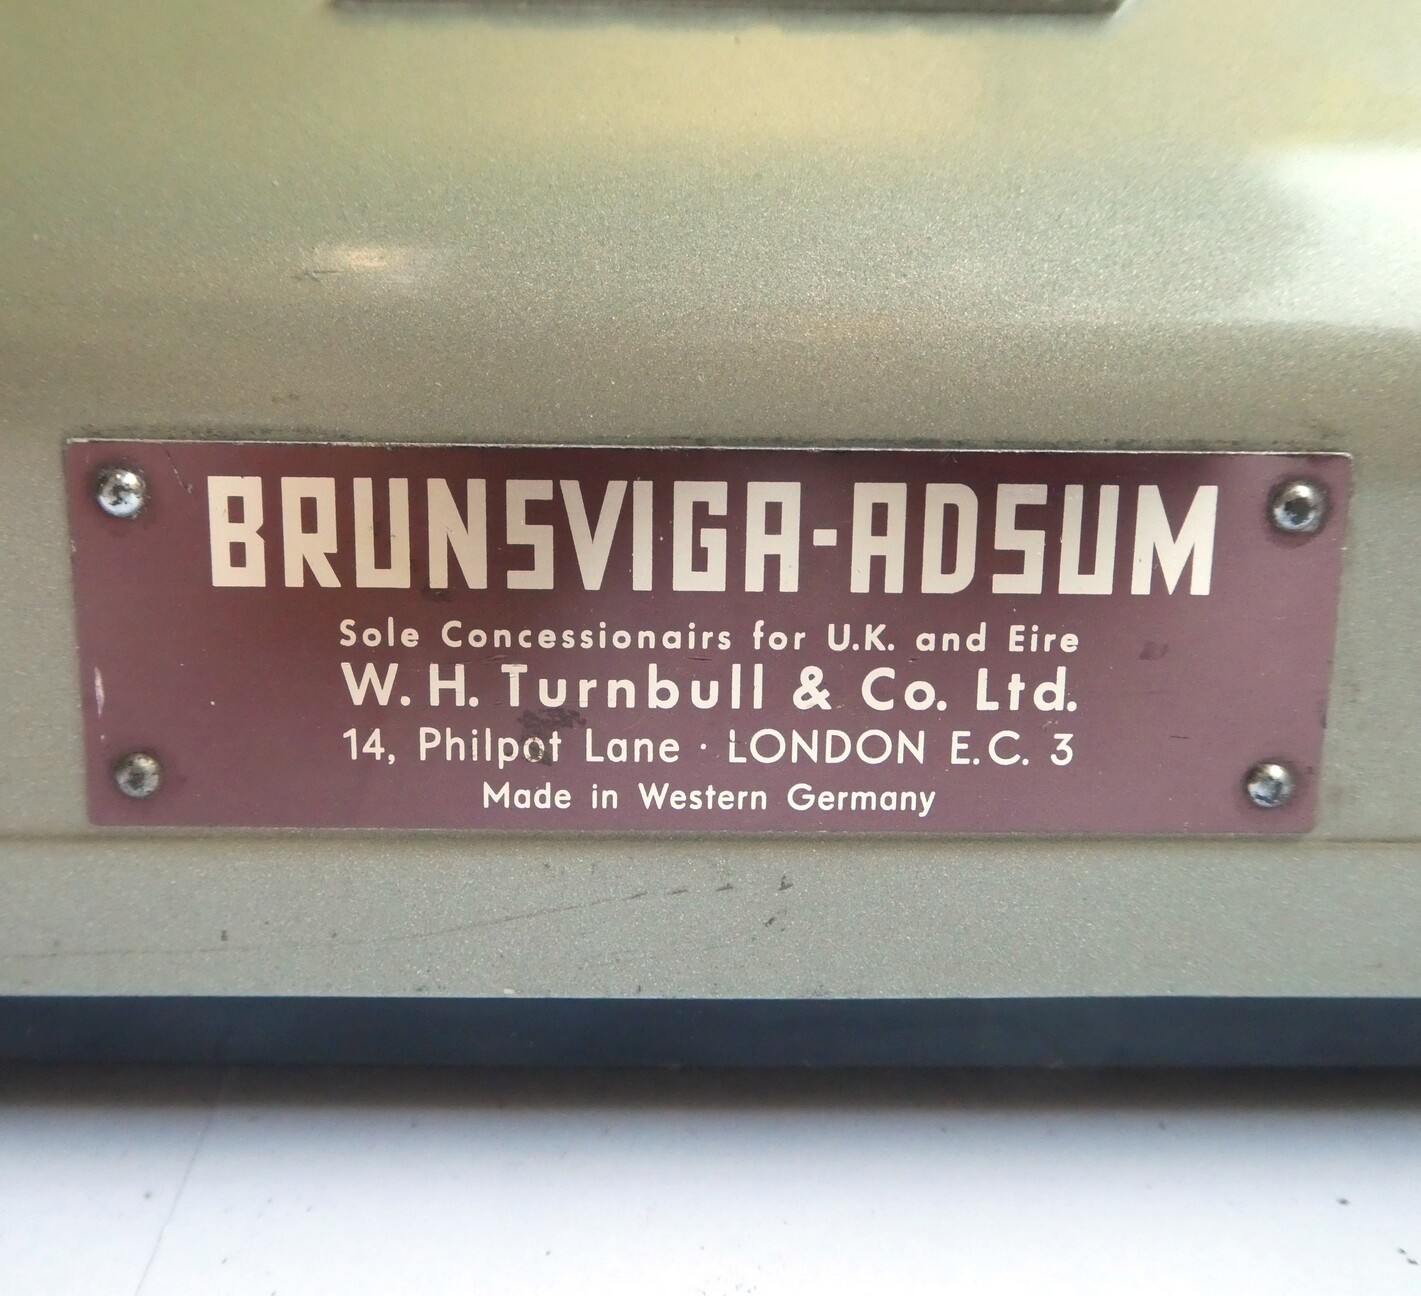 BRUNSVIGA-ADSUM
Sole Concessionairs for U.K. and Eire
W. H. Turnbull & Co. Ltd.
14, Philpot Lane · LONDON E.C. 3
Made in Western Germany